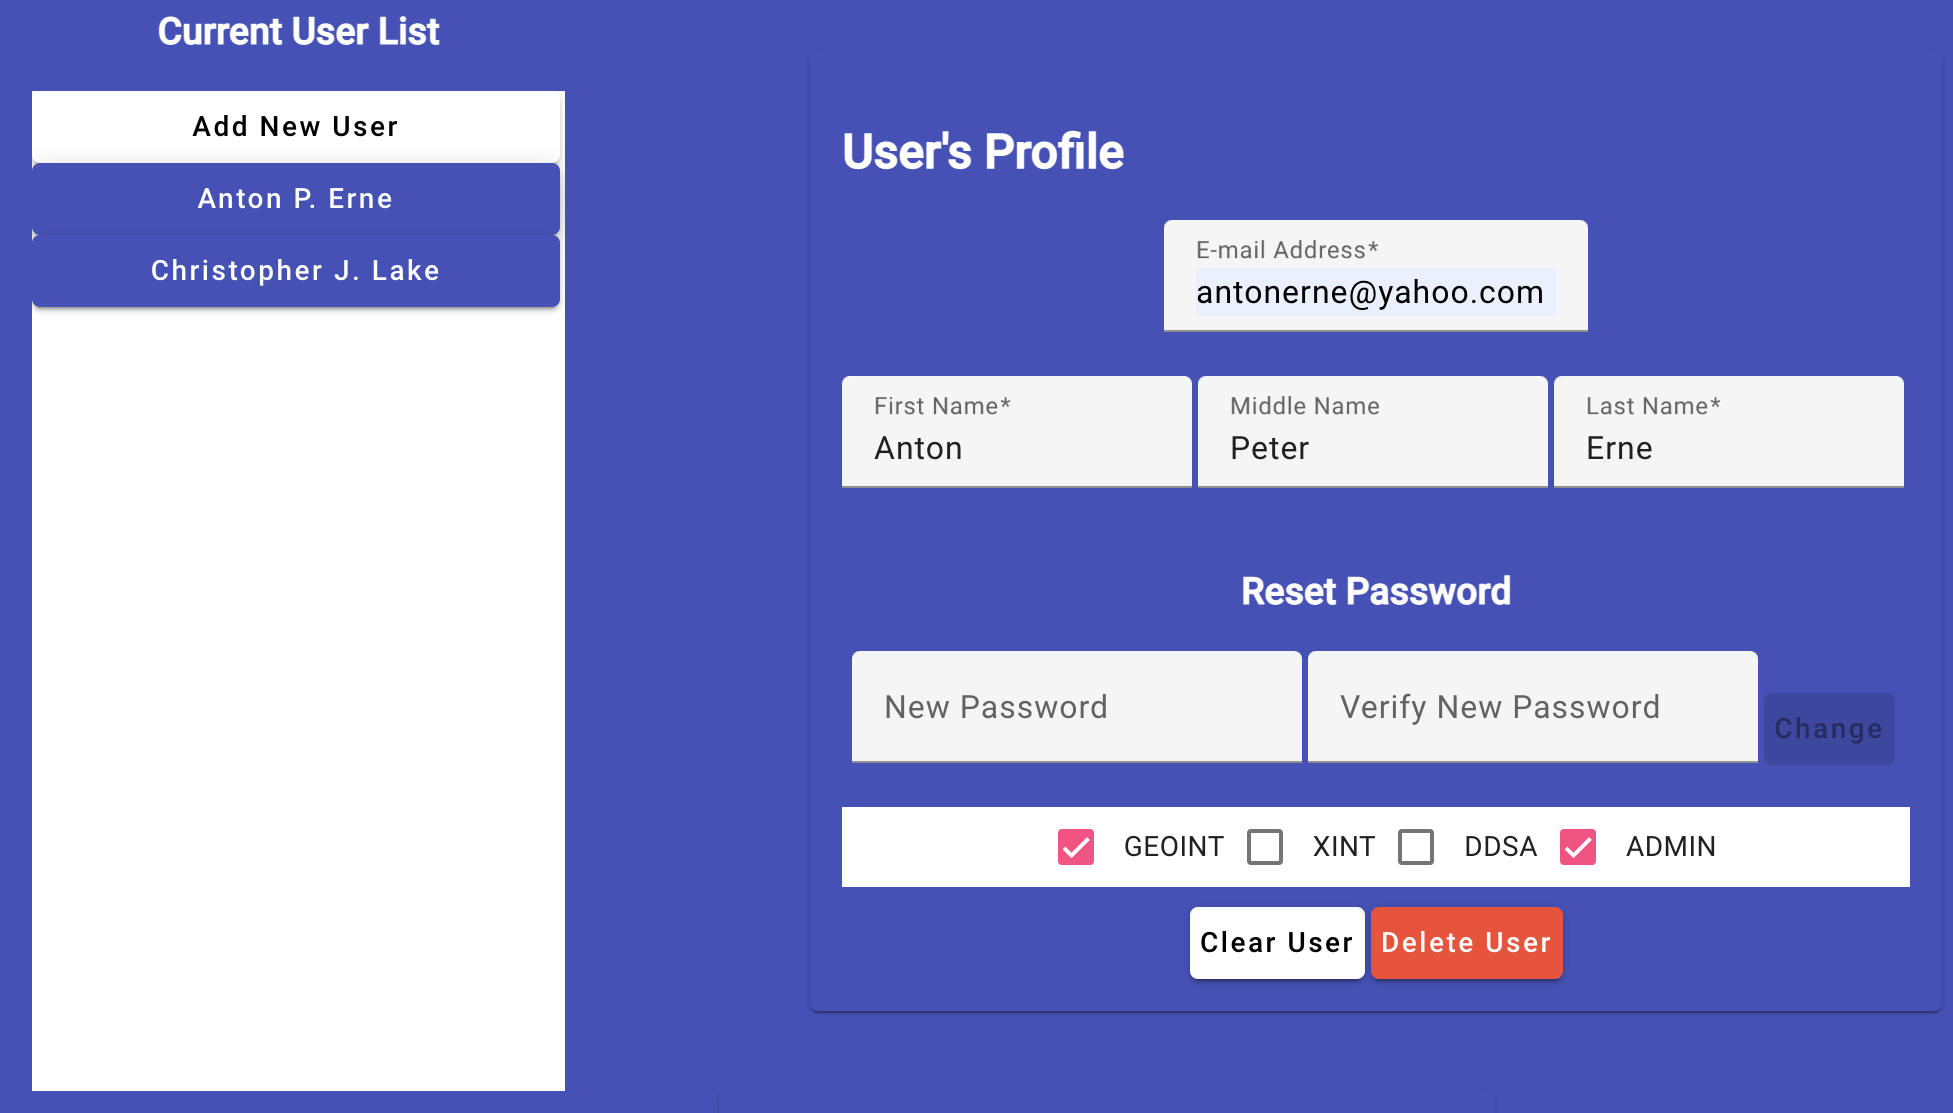 Current User List
Add New User
Anton P. Erne
Christopher J. Lake
User's Profile
E-mail Address*
antonerne@yahoo.com
First Name*
Anton
Middle Name
Peter
Last Name*
Erne
Reset Password
New Password
Verify New Password
Change
GEOINT
XINT
DDSA
ADMIN
Clear User
Delete User